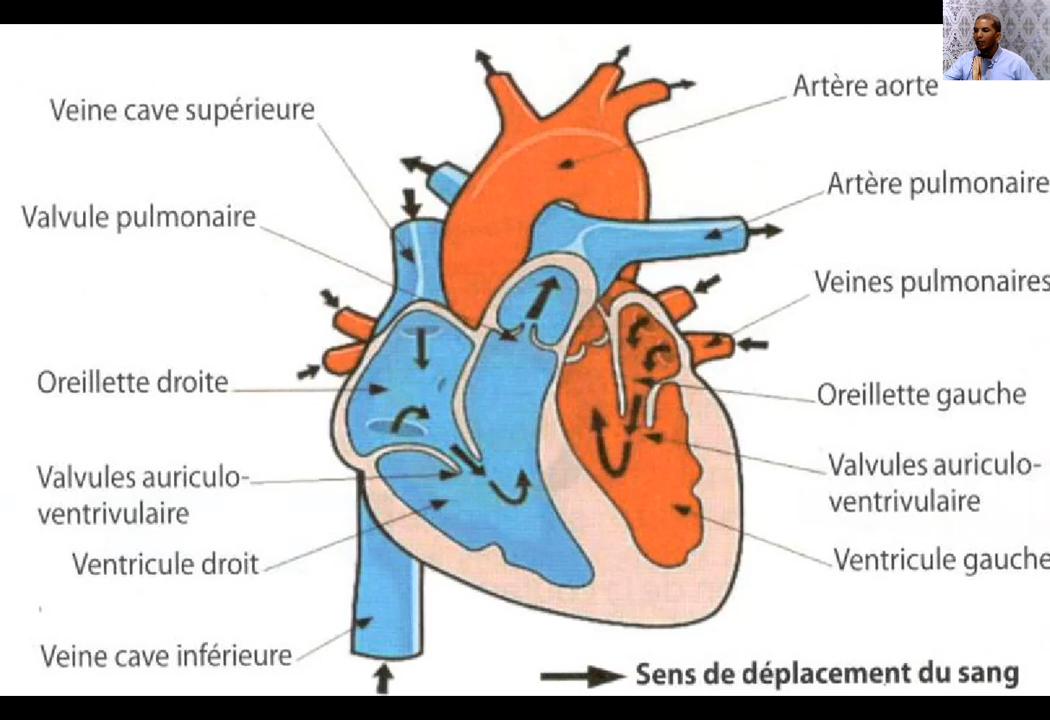 Veine cave supérieure
Valvule pulmonaire
Oreillette droite
Valvules auriculo-
ventrivulaire
Ventricule droit
Veine cave inférieure
Artère aorte
Artère pulmonaire
Veines pulmonaires
Oreillette gauche
Valvules auriculo-
ventrivulaire
Ventricule gauche
Sens de déplacement du sang